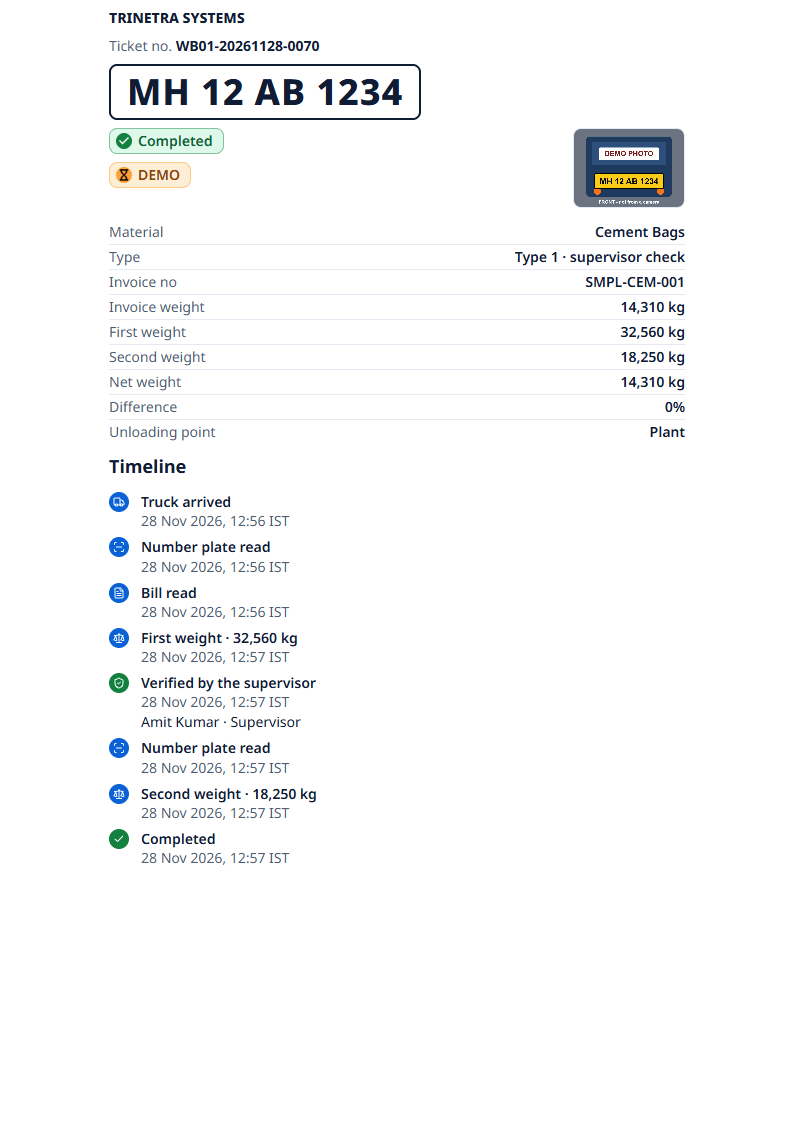 TRINETRA SYSTEMS
Ticket no. WB01-20261128-0070
MH 12 AB 1234
Completed
DEMO
DEMO PHOTO
MH 12 AB 1234
FRONT - not from a camera
Material Cement Bags
Type Type 1 · supervisor check
Invoice no SMPL-CEM-001
Invoice weight 14,310 kg
First weight 32,560 kg
Second weight 18,250 kg
Net weight 14,310 kg
Difference 0%
Unloading point Plant
Timeline
Truck arrived
28 Nov 2026, 12:56 IST
Number plate read
28 Nov 2026, 12:56 IST
Bill read
28 Nov 2026, 12:56 IST
First weight · 32,560 kg
28 Nov 2026, 12:57 IST
Verified by the supervisor
28 Nov 2026, 12:57 IST
Amit Kumar · Supervisor
Number plate read
28 Nov 2026, 12:57 IST
Second weight · 18,250 kg
28 Nov 2026, 12:57 IST
Completed
28 Nov 2026, 12:57 IST